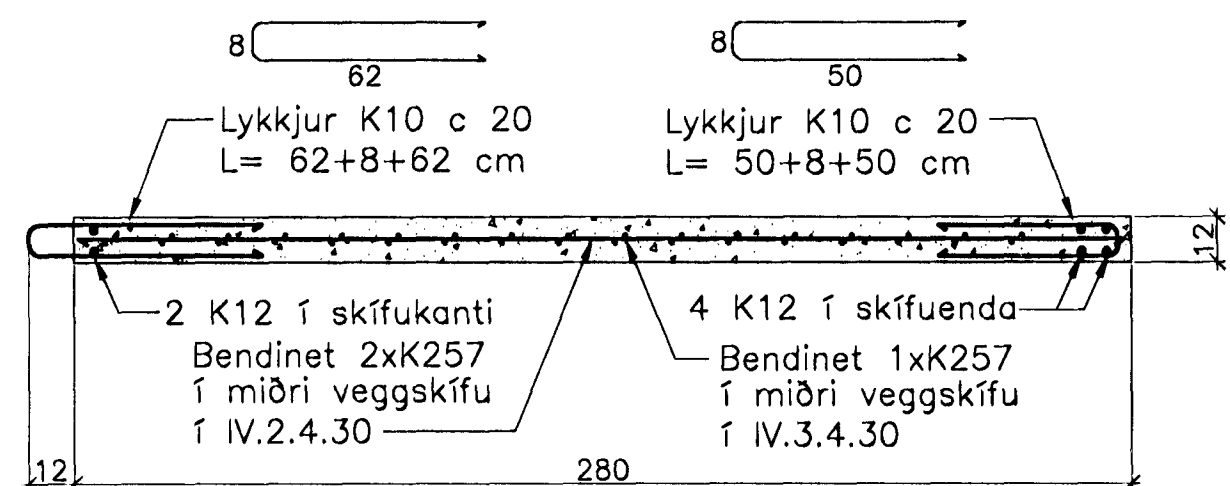 8
62
8
50
Lykkjur K10 c 20
L= 62+8+62 cm
Lykkjur K10 c 20
L= 50+8+50 cm
12
2 K12 í skífukanti
Bendinet 2xK257
í miðri veggskífu
í IV.2.4.30
4 K12 í skífuenda
Bendinet 1xK257
í miðri veggskífu
í IV.3.4.30
12
280